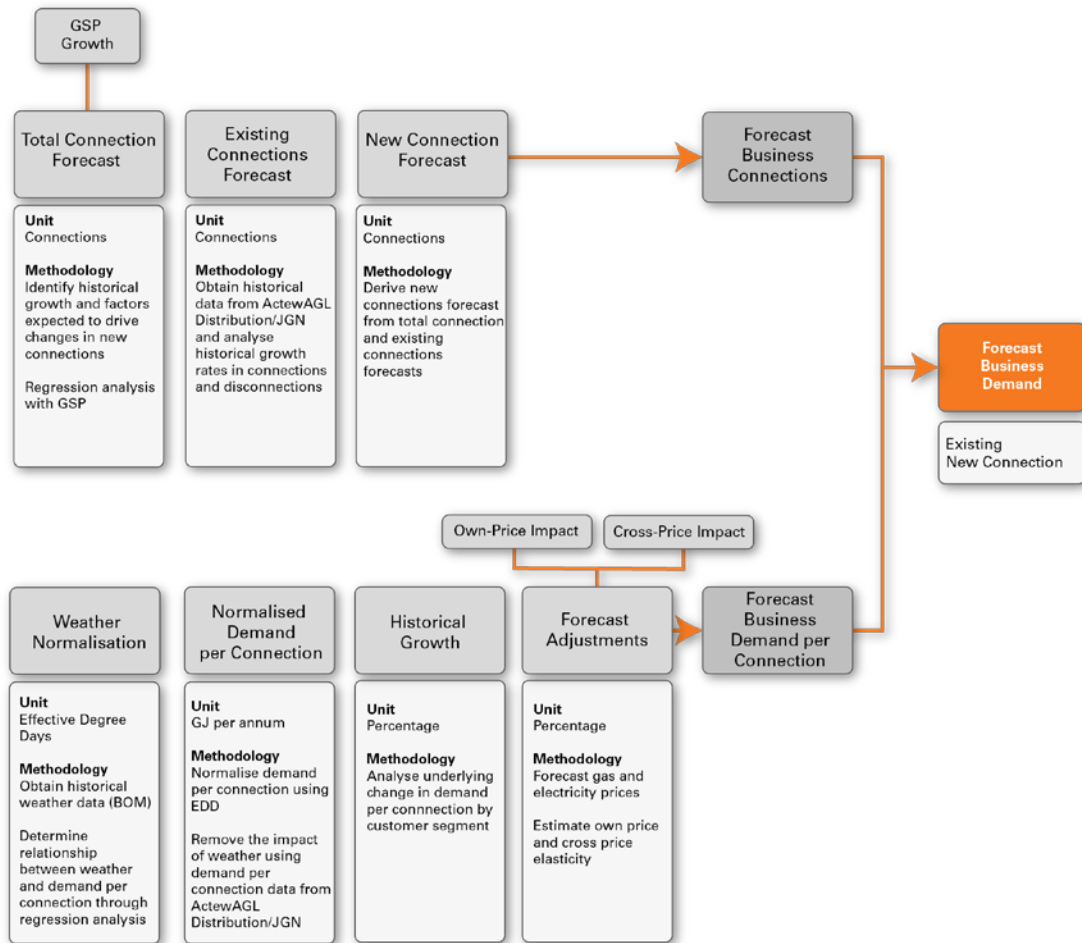 GSP
Growth
Total Connection
Forecast
Existing
Connections
Forecast
New Connection
Forecast
Forecast
Business
Connections
Unit
Connections
Methodology
Identify historical
growth and factors
expected to drive
changes in new
connections
Regression analysis
with GSP
Unit
Connections
Methodology
Obtain historical
data from ActewAGL
Distribution/JGN
and analyse
historical growth
rates in connections
and disconnections
Unit
Connections
Methodology
Derive new
connections forecast
from total connection
and existing
connections
forecasts
Forecast
Business
Demand
Existing
New Connection
Own-Price Impact
Cross-Price Impact
Weather
Normalisation
Normalised
Demand
per Connection
Historical
Growth
Forecast
Adjustments
Forecast
Business
Demand per
Connection
Unit
Effective Degree
Days
Methodology
Obtain historical
weather data (BOM)
Determine
relationship
between weather
and demand per
connection through
regression analysis
Unit
GJ per annum
Methodology
Normalise demand
per connection using
EDD
Remove the impact
of weather using
demand per
connection data from
ActewAGL
Distribution/JGN
Unit
Percentage
Methodology
Analyse underlying
change in demand
per connnection by
customer segment
Unit
Percentage
Methodology
Forecast gas and
electricity prices
Estimate own price
and cross price
elasticity